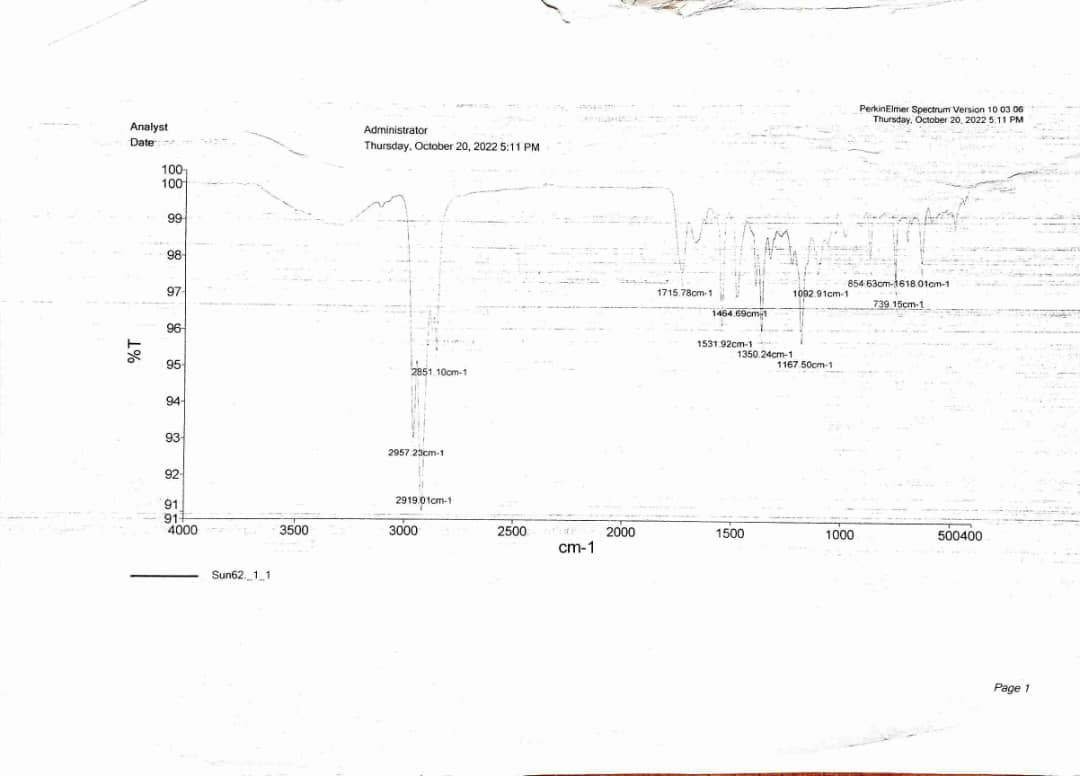 PerkinElmer Spectrum Version 10 03 06
Thursday, October 20, 2022 5:11 PM
Analyst
Administrator
Date
Thursday, October 20, 2022 5:11 PM
100
100
99
98
97
96
95
94
93
92
91
91
%T
4000
3500
3000
2500
2000
1500
1000
500400
cm-1
2957.23cm-1
2919.01cm-1
2851.10cm-1
1715.78cm-1
1531.92cm-1
1464.69cm-1
1350.24cm-1
1167.50cm-1
1092.91cm-1
854.63cm-1
739.15cm-1
618.01cm-1
Sun62._1_1
Page 1